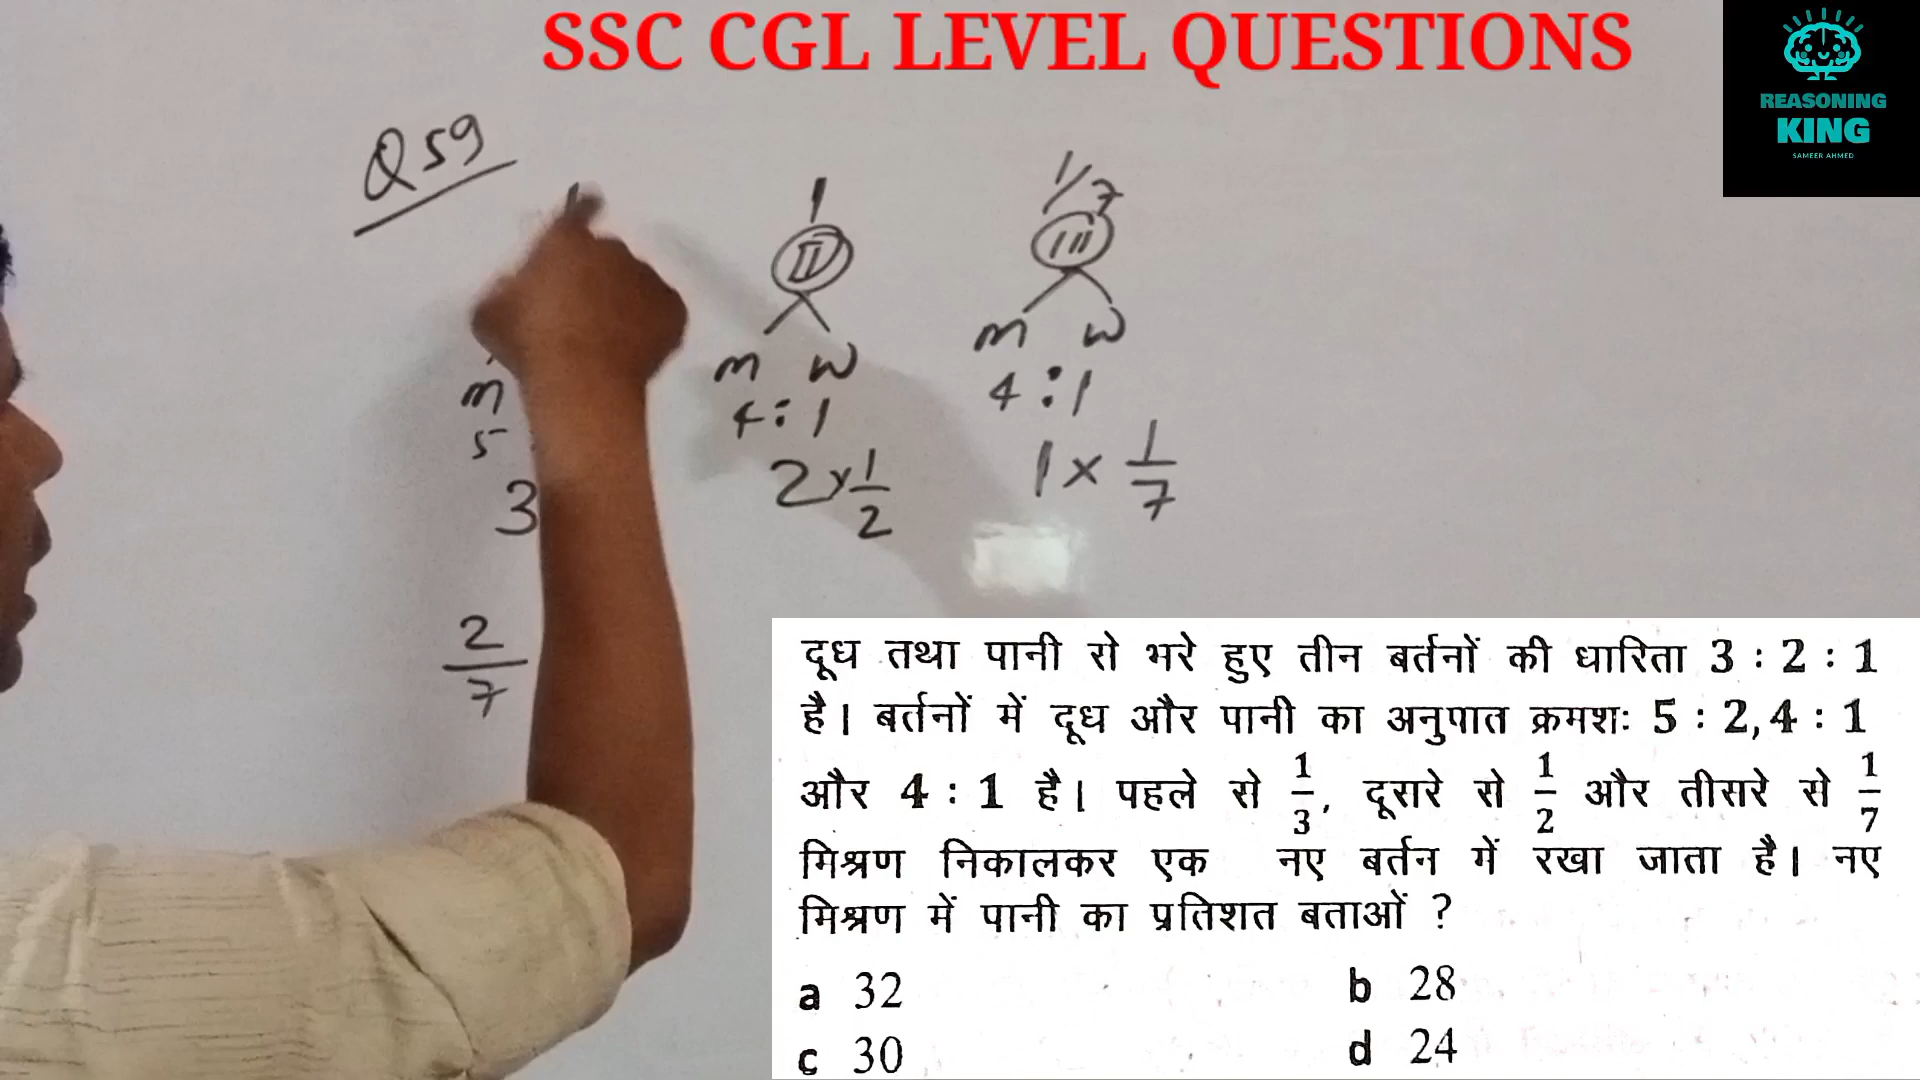 SSC CGL LEVEL QUESTIONS
REASONING
KING
SAMEER AHMED
Q 59
1 1/7
II III
m m w m w
5 4 : 1 4 : 1
3 2 × 1/2 1 × 1/7
2/7
दूध तथा पानी से भरे हुए तीन बर्तनों की धारिता 3 : 2 : 1
है। बर्तनों में दूध और पानी का अनुपात क्रमशः 5 : 2, 4 : 1
और 4 : 1 है। पहले से 1/3, दूसरे से 1/2 और तीसरे से 1/7
मिश्रण निकालकर एक नए बर्तन में रखा जाता है। नए
मिश्रण में पानी का प्रतिशत बताओं ?
a 32 b 28
c 30 d 24